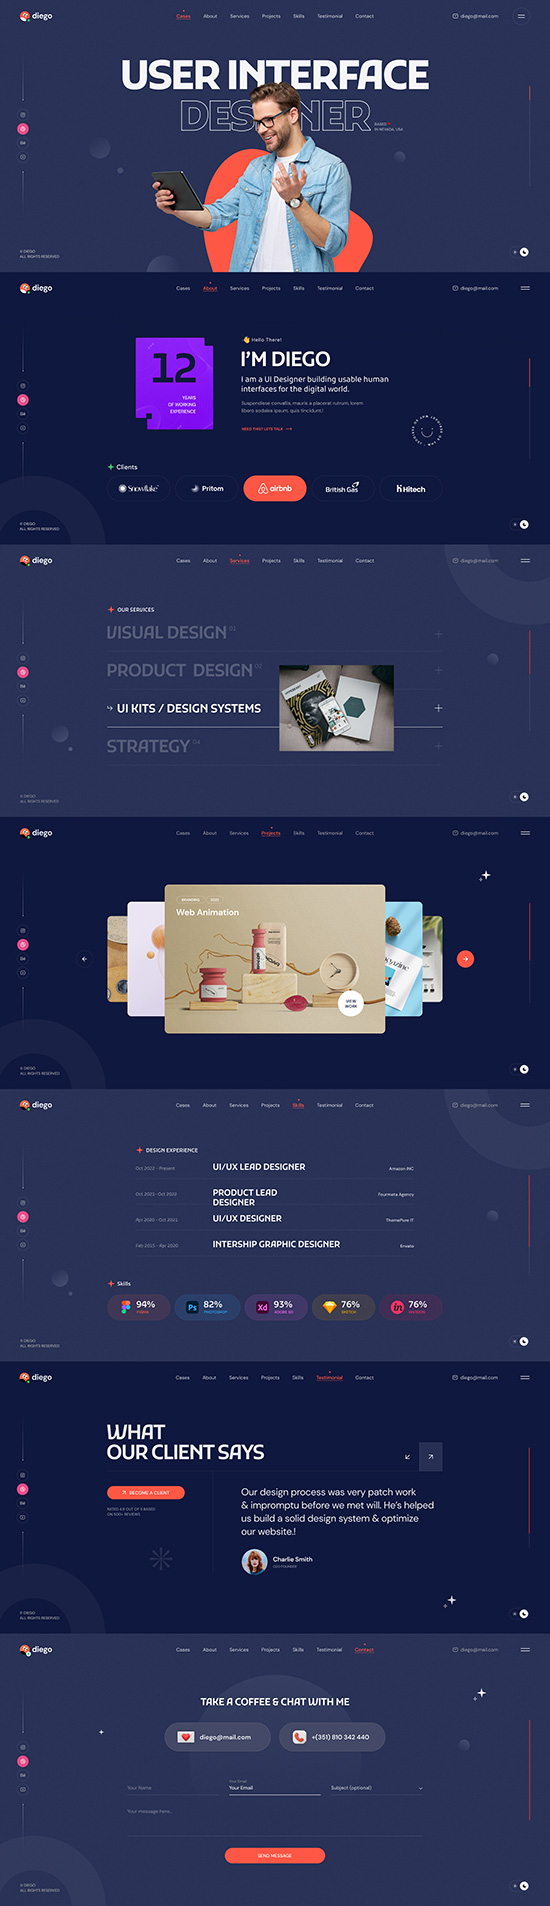 diego
Cases About Services Projects Skills Testimonial Contact
diego@mail.com
USER INTERFACE
DESIGNER
BASED
IN NEVADA, USA
© DIEGO
ALL RIGHTS RESERVED
diego
Cases About Services Projects Skills Testimonial Contact
diego@mail.com
12
YEARS
OF WORKING
EXPERIENCE
Hello There!
I'M DIEGO
I am a UI Designer building usable human
interfaces for the digital world.
Suspendisse convallis, mauris a placerat rutrum, lorem
libero sodales ipsum, quis tincidunt!
Clients
Snowflake
Pritom
airbnb
British Gas
Hitech
© DIEGO
ALL RIGHTS RESERVED
diego
Cases About Services Projects Skills Testimonial Contact
diego@mail.com
OUR SERVICES
VISUAL DESIGN 01
PRODUCT DESIGN
UI KITS / DESIGN SYSTEMS
STRATEGY 04
© DIEGO
ALL RIGHTS RESERVED
diego
Cases About Services Projects Skills Testimonial Contact
diego@mail.com
BRANDING
Web Animation
VIEW
WORK
© DIEGO
ALL RIGHTS RESERVED
diego
Cases About Services Projects Skills Testimonial Contact
diego@mail.com
DESIGN EXPERIENCE
Oct 2022 - Present UI/UX LEAD DESIGNER Amazon INC
Oct 2021- Oct 2022 PRODUCT LEAD
DESIGNER Fourmeta Agency
Apr 2020 - Oct 2021 UI/UX DESIGNER ThemePure IT
Feb 2015 - Apr 2020 INTERSHIP GRAPHIC DESIGNER Envato
Skills
94%
FIGMA
Ps 82%
PHOTOSHOP
Xd 93%
ADOBE XD
76%
SKETCH
in 76%
INVISION
© DIEGO
ALL RIGHTS RESERVED
diego
Cases About Services Projects Skills Testimonial Contact
diego@mail.com
WHAT
OUR CLIENT SAYS
BECOME A CLIENT
RATED 4.9 OUT OF 5 BASED
ON 500+ REVIEWS
Our design process was very patch work
& impromptu before we met will. He's helped
us build a solid design system & optimize
our website.!
Charlie Smith
CEO FOUNDER
© DIEGO
ALL RIGHTS RESERVED
diego
Cases About Services Projects Skills Testimonial Contact
diego@mail.com
TAKE A COFFEE & CHAT WITH ME
diego@mail.com
+(351) 810 342 440
Your Name
Your Email
Your Email
Subject (optional)
Your message here...
SEND MESSAGE
© DIEGO
ALL RIGHTS RESERVED